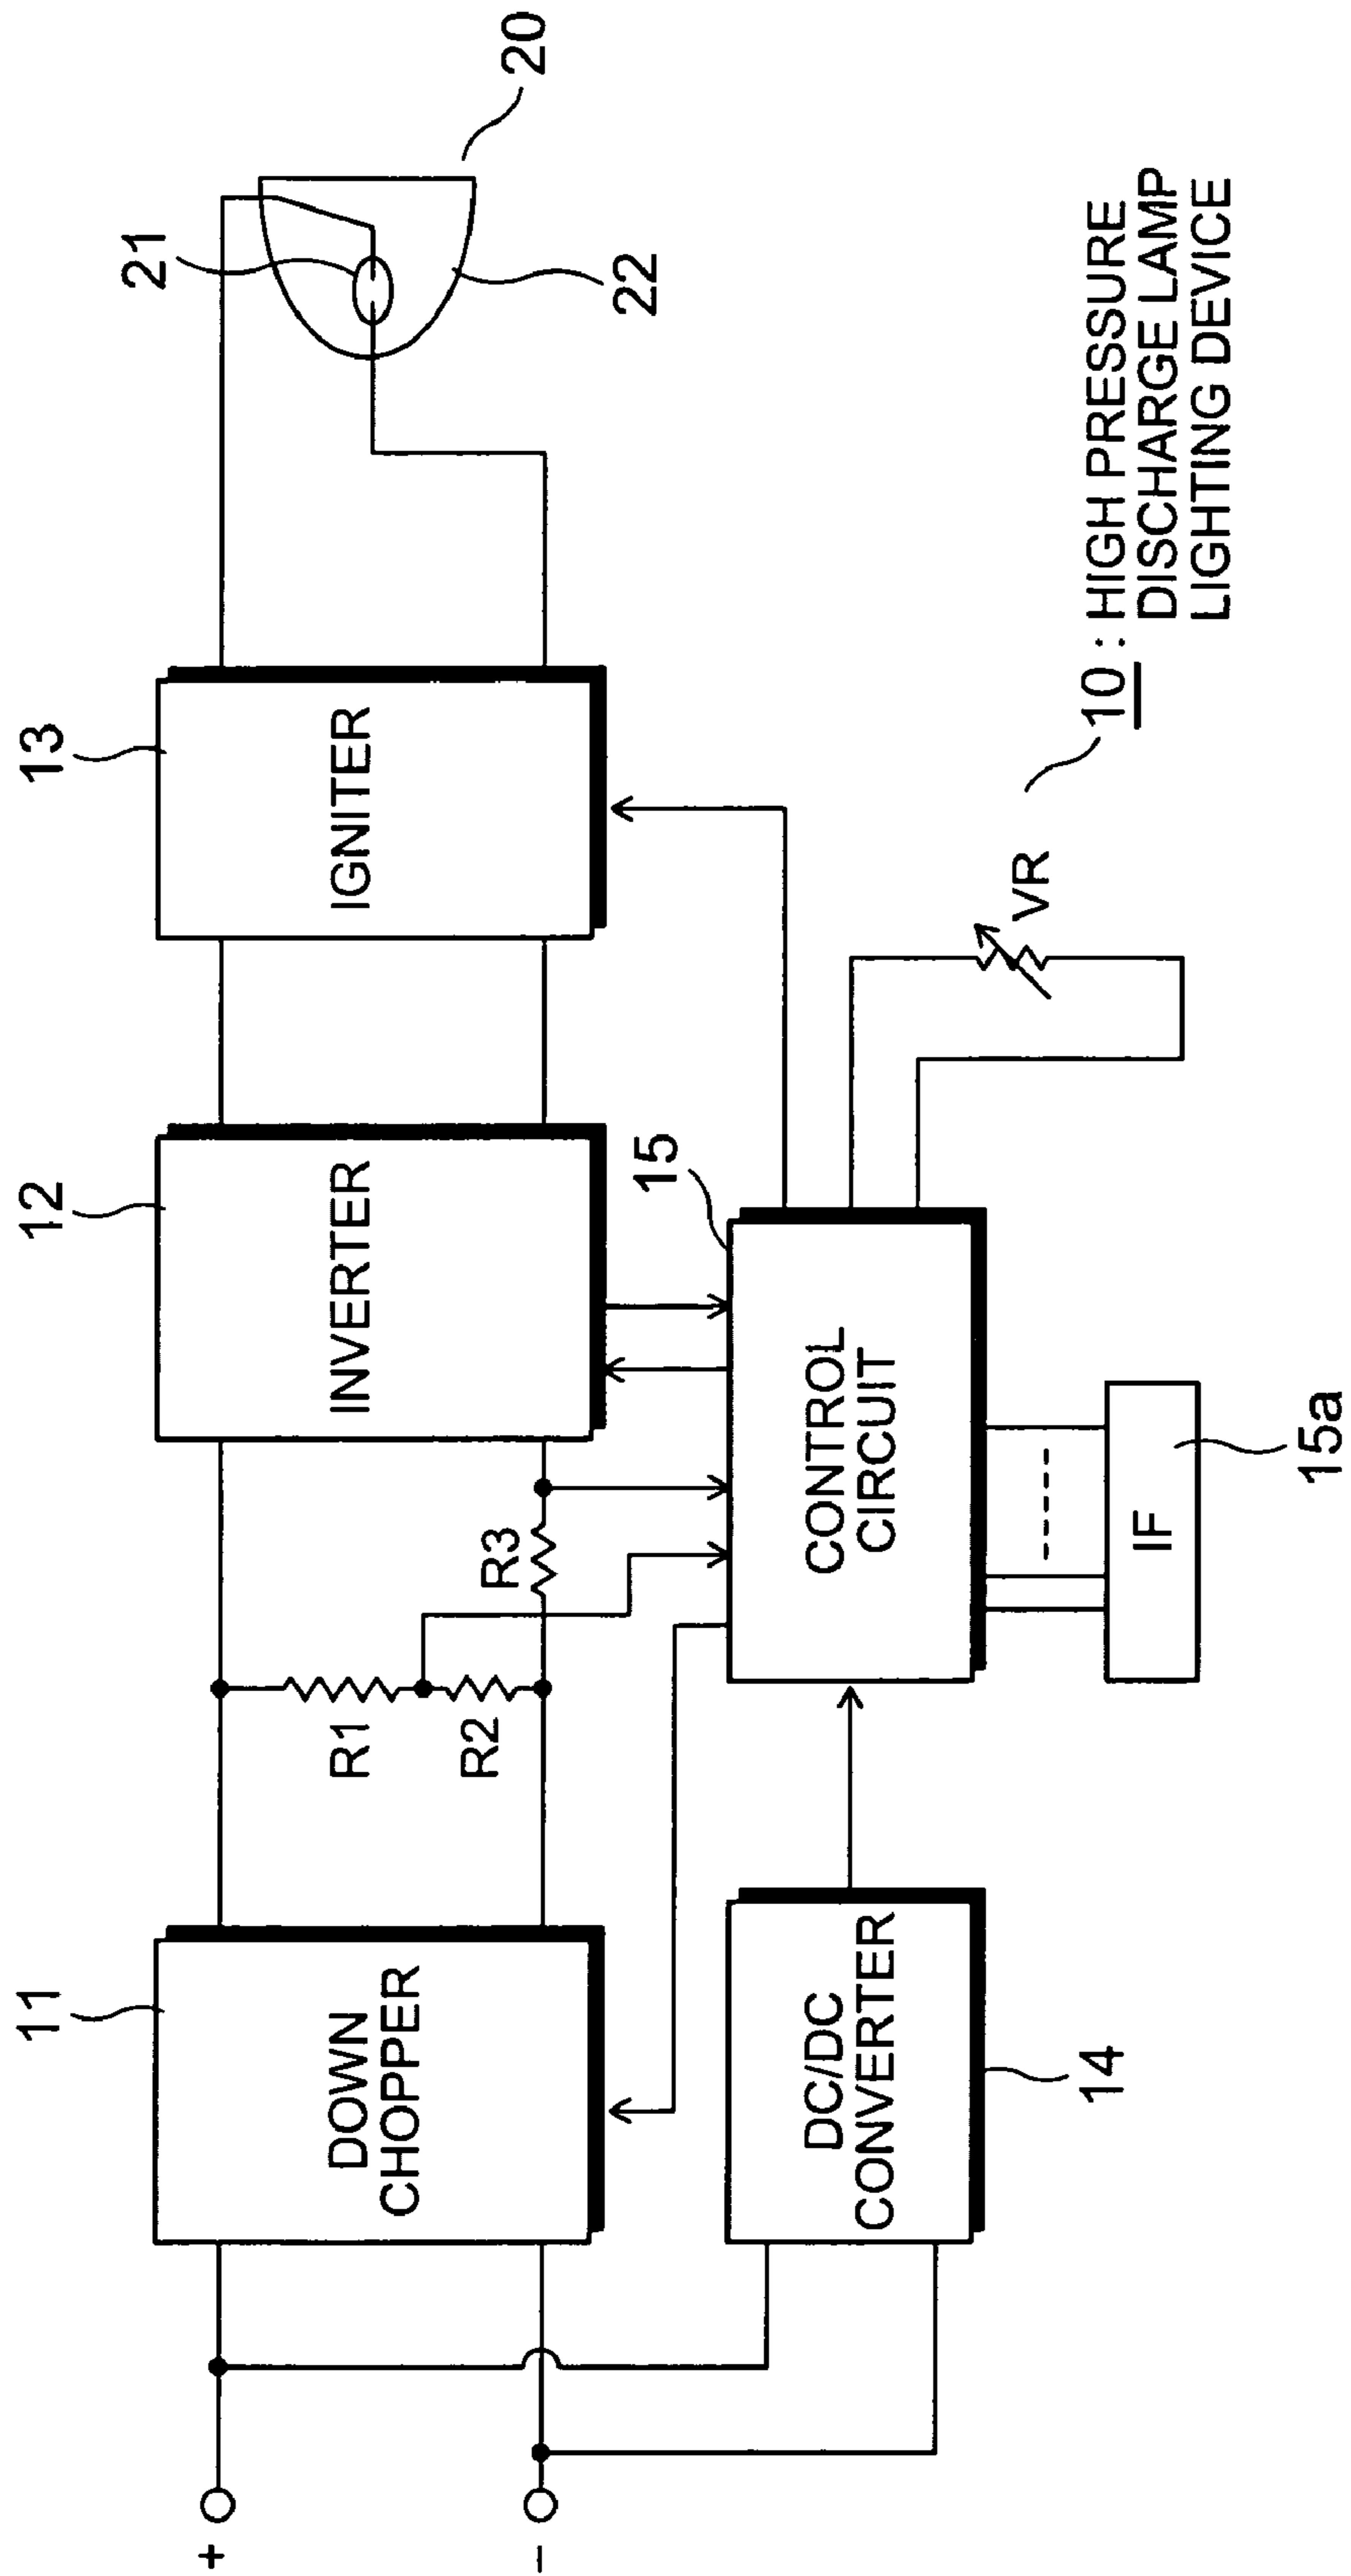 11
12
13
21
20
22
+
−
DOWN
CHOPPER
R1
R2
R3
INVERTER
IGNITER
15
DC/DC
CONVERTER
14
CONTROL
CIRCUIT
IF
15a
VR
10 : HIGH PRESSURE
DISCHARGE LAMP
LIGHTING DEVICE